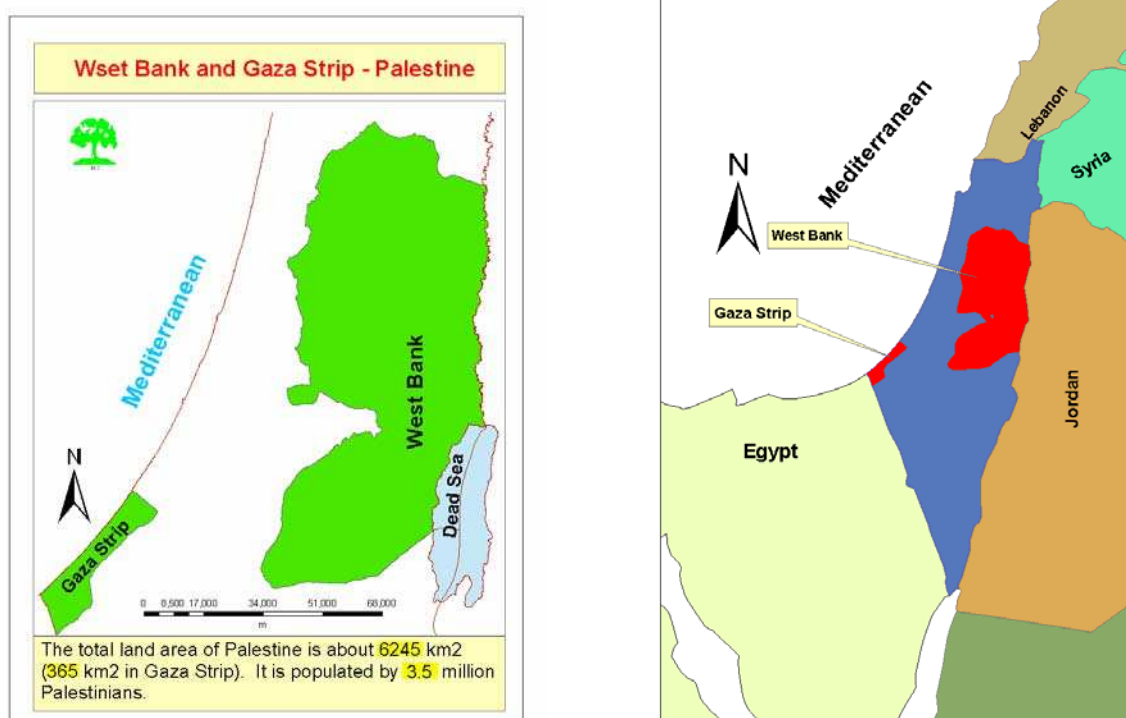 Wset Bank and Gaza Strip - Palestine
Mediterranean
West Bank
Dead Sea
N
Gaza Strip
0 8,500 17,000 34,000 51,000 68,000
m
The total land area of Palestine is about 6245 km2
(365 km2 in Gaza Strip). It is populated by 3.5 million
Palestinians.
Mediterranean
Lebanon
Syria
N
West Bank
Gaza Strip
Jordan
Egypt